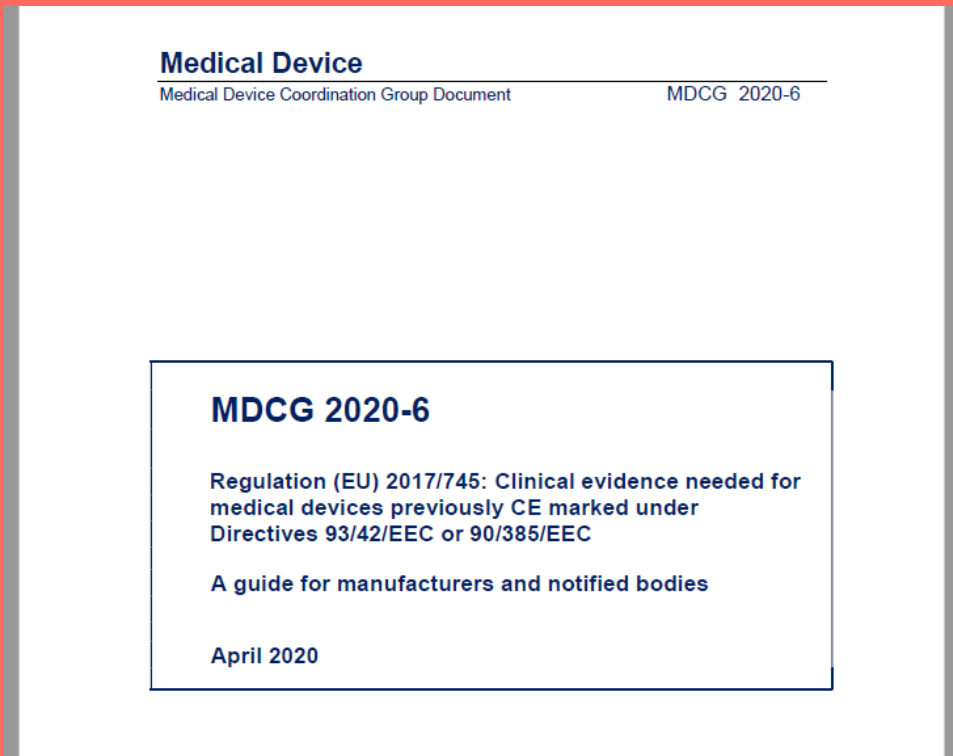 Medical Device
Medical Device Coordination Group Document MDCG 2020-6
MDCG 2020-6
Regulation (EU) 2017/745: Clinical evidence needed for
medical devices previously CE marked under
Directives 93/42/EEC or 90/385/EEC
A guide for manufacturers and notified bodies
April 2020